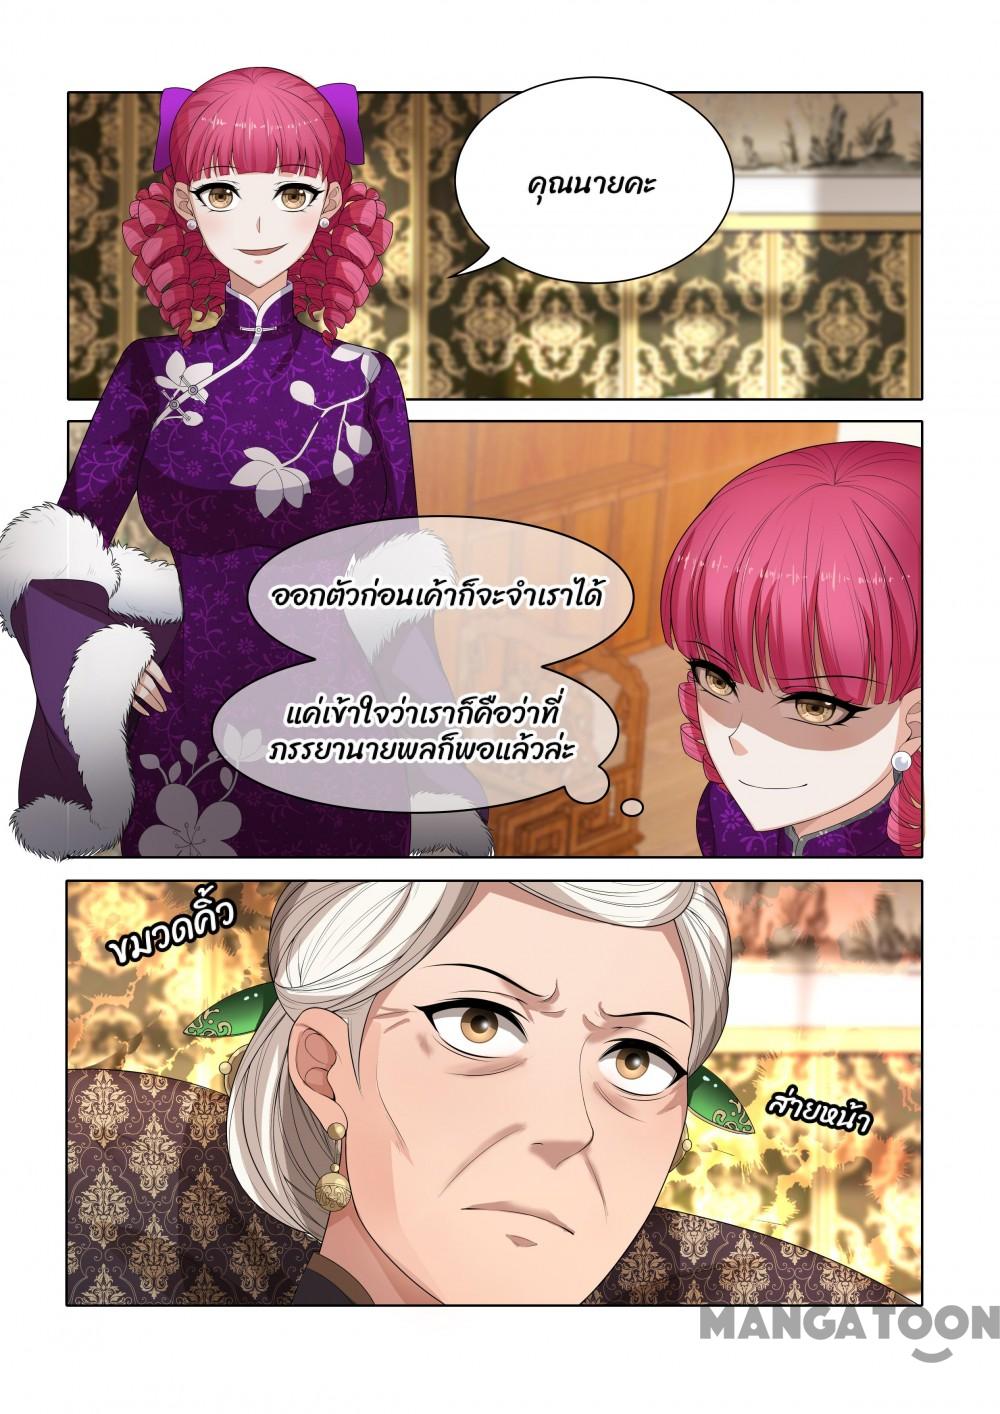 คุณนายคะ
ออกตัวก่อนเค้าก็จะจำเราได้
แค่เข้าใจว่าเราก็คือว่าที่
ภรรยานายพลก็พอแล้วล่ะ
ขมวดคิ้ว
ส่ายหน้า
MANGATOON